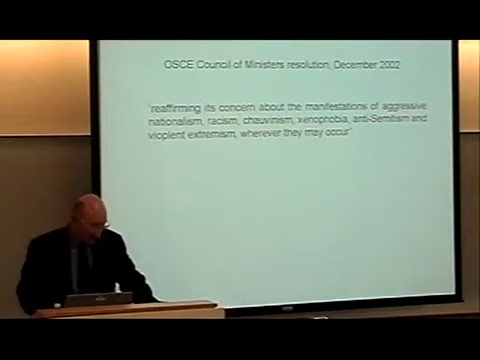 OSCE Council of Ministers resolution, December 2002
'reaffirming its concern about the manifestations of aggressive
nationalism, racism, chauvinism, xenophobia, anti-Semitism and
vioplent extremism, wherever they may occur'